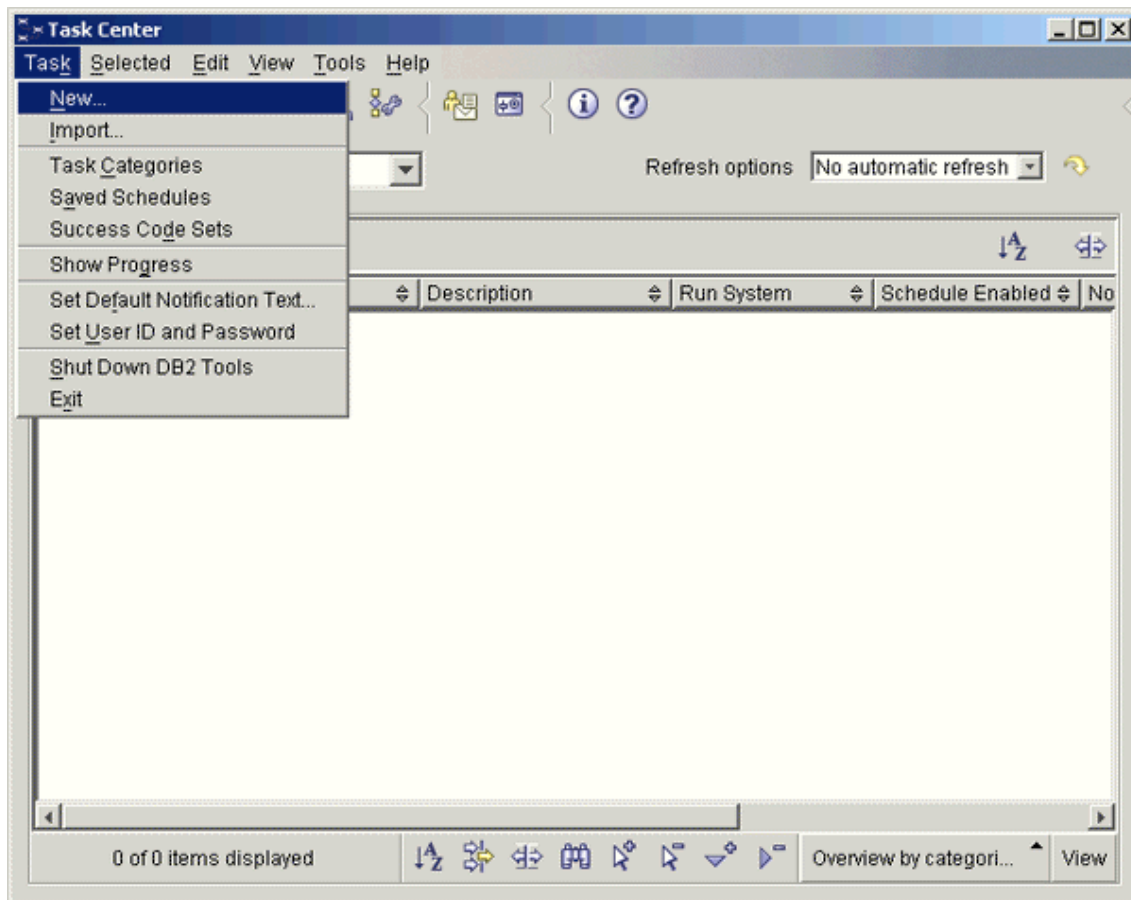 Task Center
Task Selected Edit View Tools Help
New...
Import...
Task Categories
Refresh options No automatic refresh
Saved Schedules
Success Code Sets
Show Progress
Set Default Notification Text...
Description Run System Schedule Enabled No
Set User ID and Password
Shut Down DB2 Tools
Exit
0 of 0 items displayed Overview by categori... View